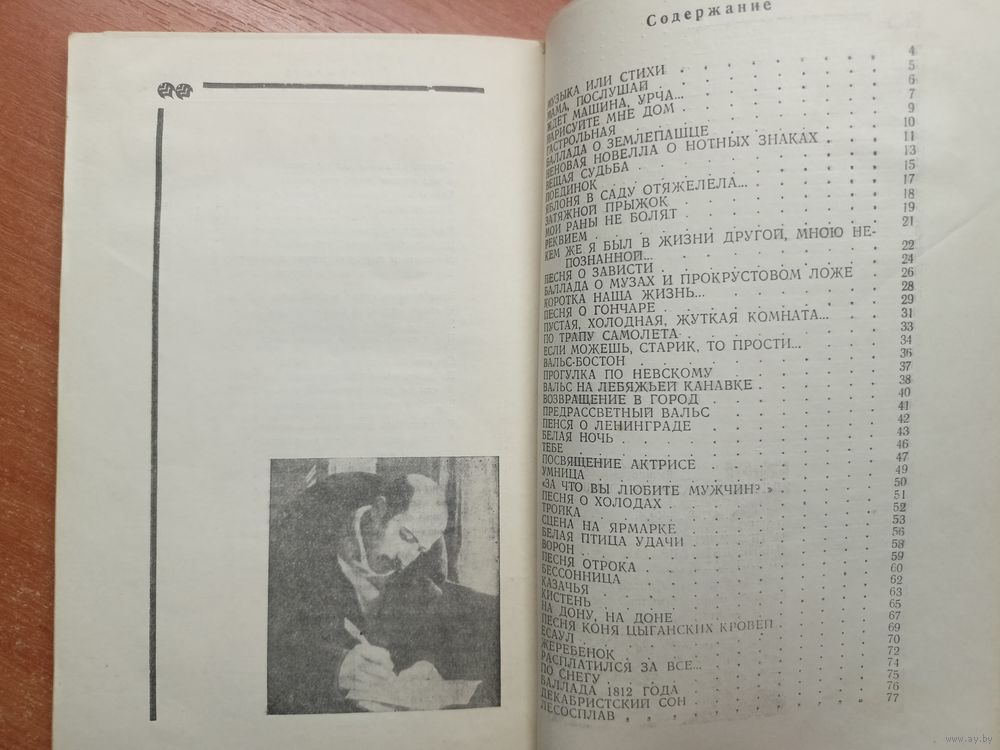 Содержание
МУЗЫКА ИЛИ СТИХИ . . . 4
МАМА, ПОСЛУШАЙ . . . 5
ЖДЕТ МАШИНА, УРЧА... . . . 6
НАРИСУЙТЕ МНЕ ДОМ . . . 7
ГАСТРОЛЬНАЯ . . . 9
БАЛЛАДА О ЗЕМЛЕПАШЦЕ . . . 10
НОВЕЛЛА О НОТНЫХ ЗНАКАХ . . . 11
ВЕЩАЯ СУДЬБА . . . 13
ПОЕДИНОК . . . 15
ЯБЛОНЯ В САДУ ОТЯЖЕЛЕЛА... . . . 17
ЗАТЯЖНОЙ ПРЫЖОК . . . 18
МОИ РАНЫ НЕ БОЛЯТ . . . 19
РЕКВИЕМ . . . 21
КЕМ ЖЕ Я БЫЛ В ЖИЗНИ ДРУГОЙ, МНОЮ НЕ-
ПОЗНАННОЙ... . . . 22
ПЕСНЯ О ЗАВИСТИ . . . 24
БАЛЛАДА О МУЗАХ И ПРОКРУСТОВОМ ЛОЖЕ . . . 26
КОРОТКА НАША ЖИЗНЬ... . . . 28
ПЕСНЯ О ГОНЧАРЕ . . . 29
ПУСТАЯ, ХОЛОДНАЯ, ЖУТКАЯ КОМНАТА... . . . 31
ПО ТРАПУ САМОЛЕТА . . . 33
ЕСЛИ МОЖЕШЬ, СТАРИК, ТО ПРОСТИ... . . . 34
ВАЛЬС-БОСТОН . . . 36
ПРОГУЛКА ПО НЕВСКОМУ . . . 37
ВАЛЬС НА ЛЕБЯЖЬЕЙ КАНАВКЕ . . . 38
ВОЗВРАЩЕНИЕ В ГОРОД . . . 40
ПРЕДРАССВЕТНЫЙ ВАЛЬС . . . 41
ПЕНСЯ О ЛЕНИНГРАДЕ . . . 42
БЕЛАЯ НОЧЬ . . . 43
ТЕБЕ . . . 46
ПОСВЯЩЕНИЕ АКТРИСЕ . . . 47
УМНИЦА . . . 49
«ЗА ЧТО ВЫ ЛЮБИТЕ МУЖЧИН?» . . . 50
ПЕСНЯ О ХОЛОДАХ . . . 51
ТРОЙКА . . . 52
СЦЕНА НА ЯРМАРКЕ . . . 53
БЕЛАЯ ПТИЦА УДАЧИ . . . 56
ВОРОН . . . 58
ПЕСНЯ ОТРОКА . . . 59
БЕССОННИЦА . . . 60
КАЗАЧЬЯ . . . 62
КИСТЕНЬ . . . 63
НА ДОНУ, НА ДОНЕ . . . 65
ПЕСНЯ КОНЯ ЦЫГАНСКИХ КРОВЕЙ . . . 67
ЕСАУЛ . . . 69
ЖЕРЕБЕНОК . . . 70
РАСПЛАТИЛСЯ ЗА ВСЕ... . . . 72
ПО СНЕГУ . . . 74
БАЛЛАДА 1812 ГОДА . . . 75
ДЕКАБРИСТСКИЙ СОН . . . 76
ЛЕСОСПЛАВ . . . 77
www.ay.by